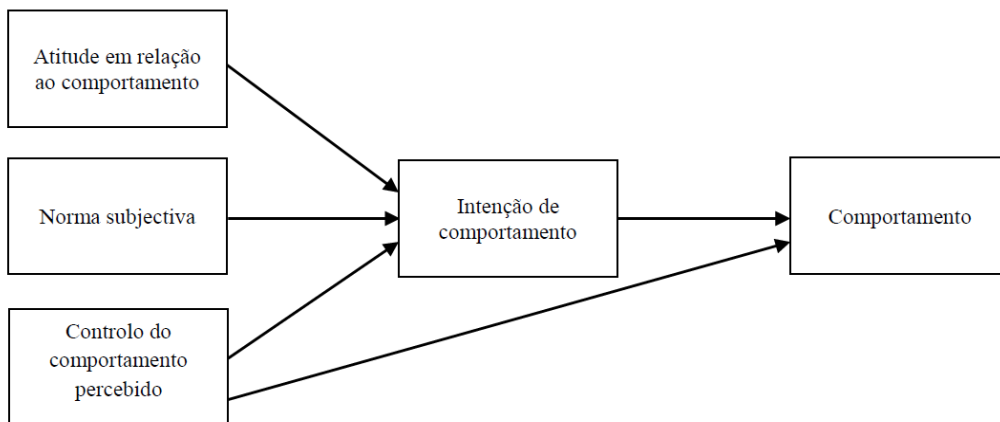 Atitude em relação
ao comportamento
Norma subjectiva
Controlo do
comportamento
percebido
Intenção de
comportamento
Comportamento